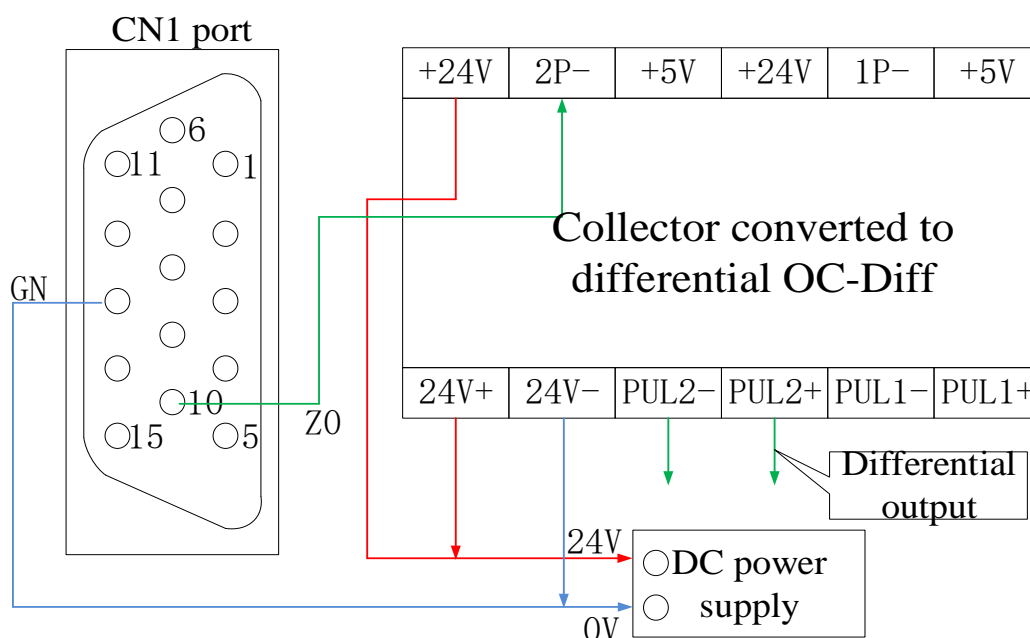 CN1 port
+24V 2P- +5V +24V 1P- +5V
6
11 1
Collector converted to
differential OC-Diff
GN
24V+ 24V- PUL2- PUL2+ PUL1- PUL1+
10
ZO
15 5
Differential
output
24V
DC power
supply
0V